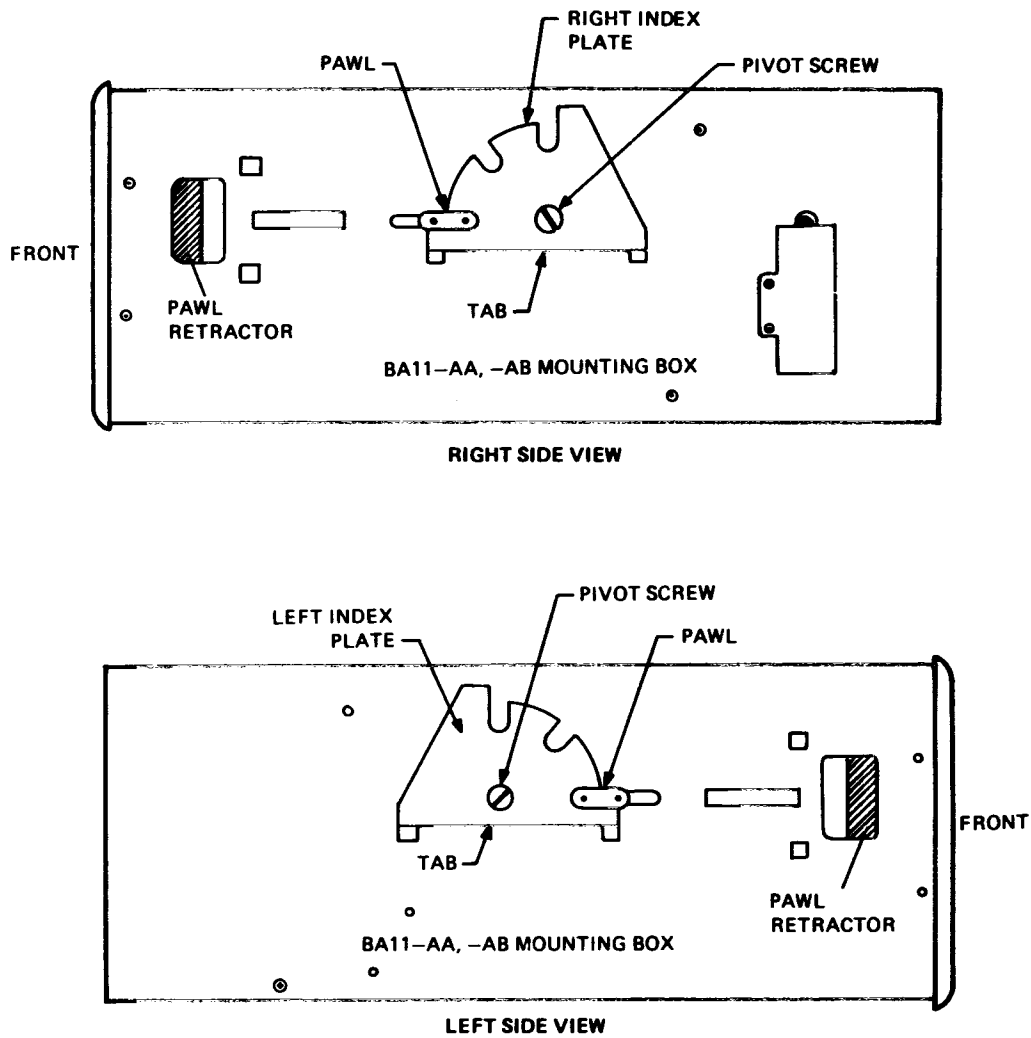 RIGHT INDEX
PLATE
PAWL
PIVOT SCREW
FRONT
PAWL
RETRACTOR
TAB
BA11–AA, –AB MOUNTING BOX
RIGHT SIDE VIEW
PIVOT SCREW
LEFT INDEX
PLATE
PAWL
FRONT
TAB
PAWL
RETRACTOR
BA11–AA, –AB MOUNTING BOX
LEFT SIDE VIEW